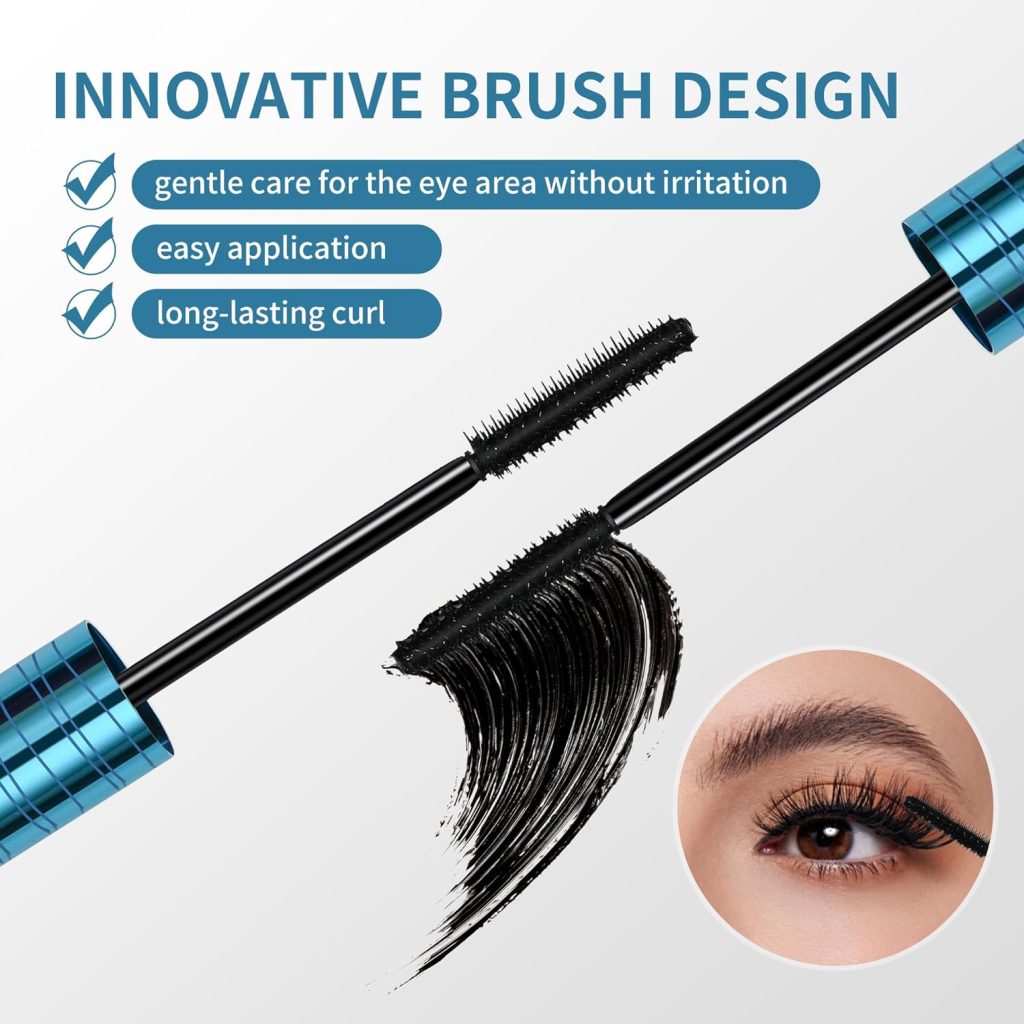 INNOVATIVE BRUSH DESIGN
gentle care for the eye area without irritation
easy application
long-lasting curl